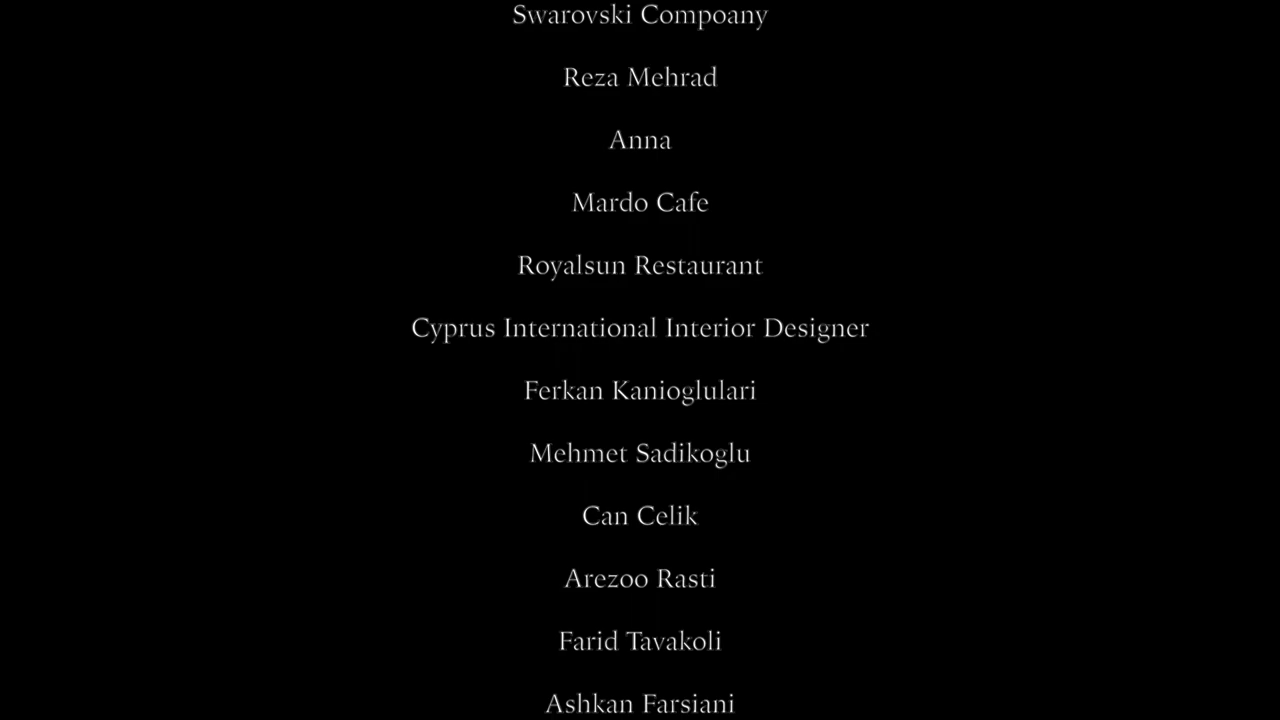 Swarovski Compoany
Reza Mehrad
Anna
Mardo Cafe
Royalsun Restaurant
Cyprus International Interior Designer
Ferkan Kanioglulari
Mehmet Sadikoglu
Can Celik
Arezoo Rasti
Farid Tavakoli
Ashkan Farsiani